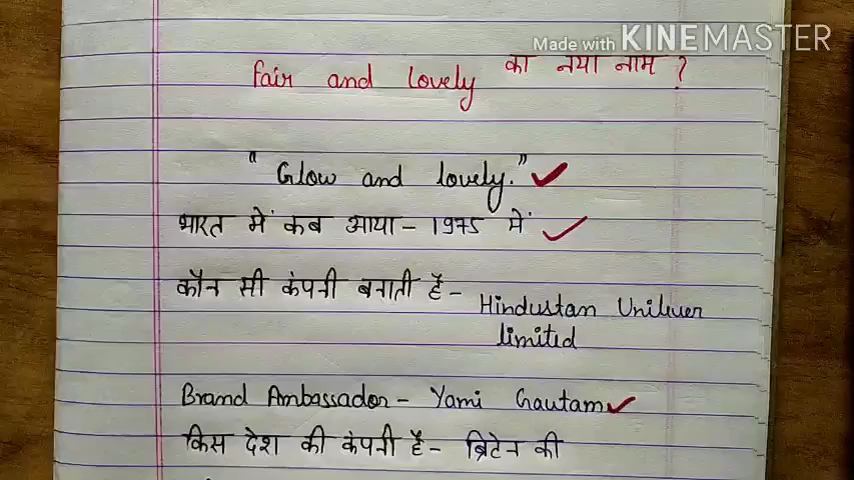 Made with KINEMASTER
Fair and lovely का नया नाम ?
"Glow and lovely."
भारत में कब आया - 1975 में
कौन सी कंपनी बनाती है -
Hindustan Unilever
limited
Brand Ambassador - Yami Gautam
किस देश की कंपनी है - ब्रिटेन की